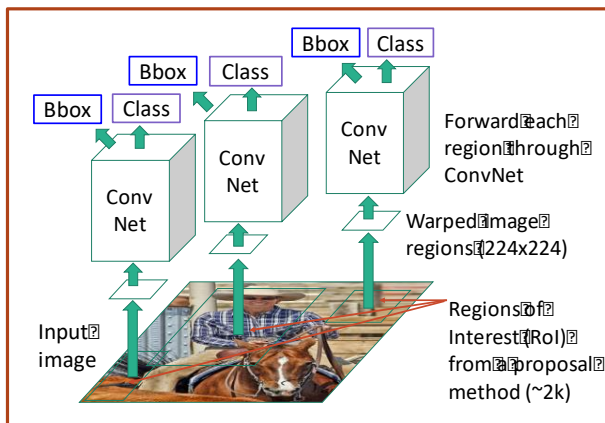 Bbox Class
Bbox Class
Bbox Class
Conv
Net
Conv
Net
Conv
Net
Forward each
region through
ConvNet
Warped image
regions (224x224)
Input
image
Regions of
Interest (RoI)
from a proposal
method (~2k)